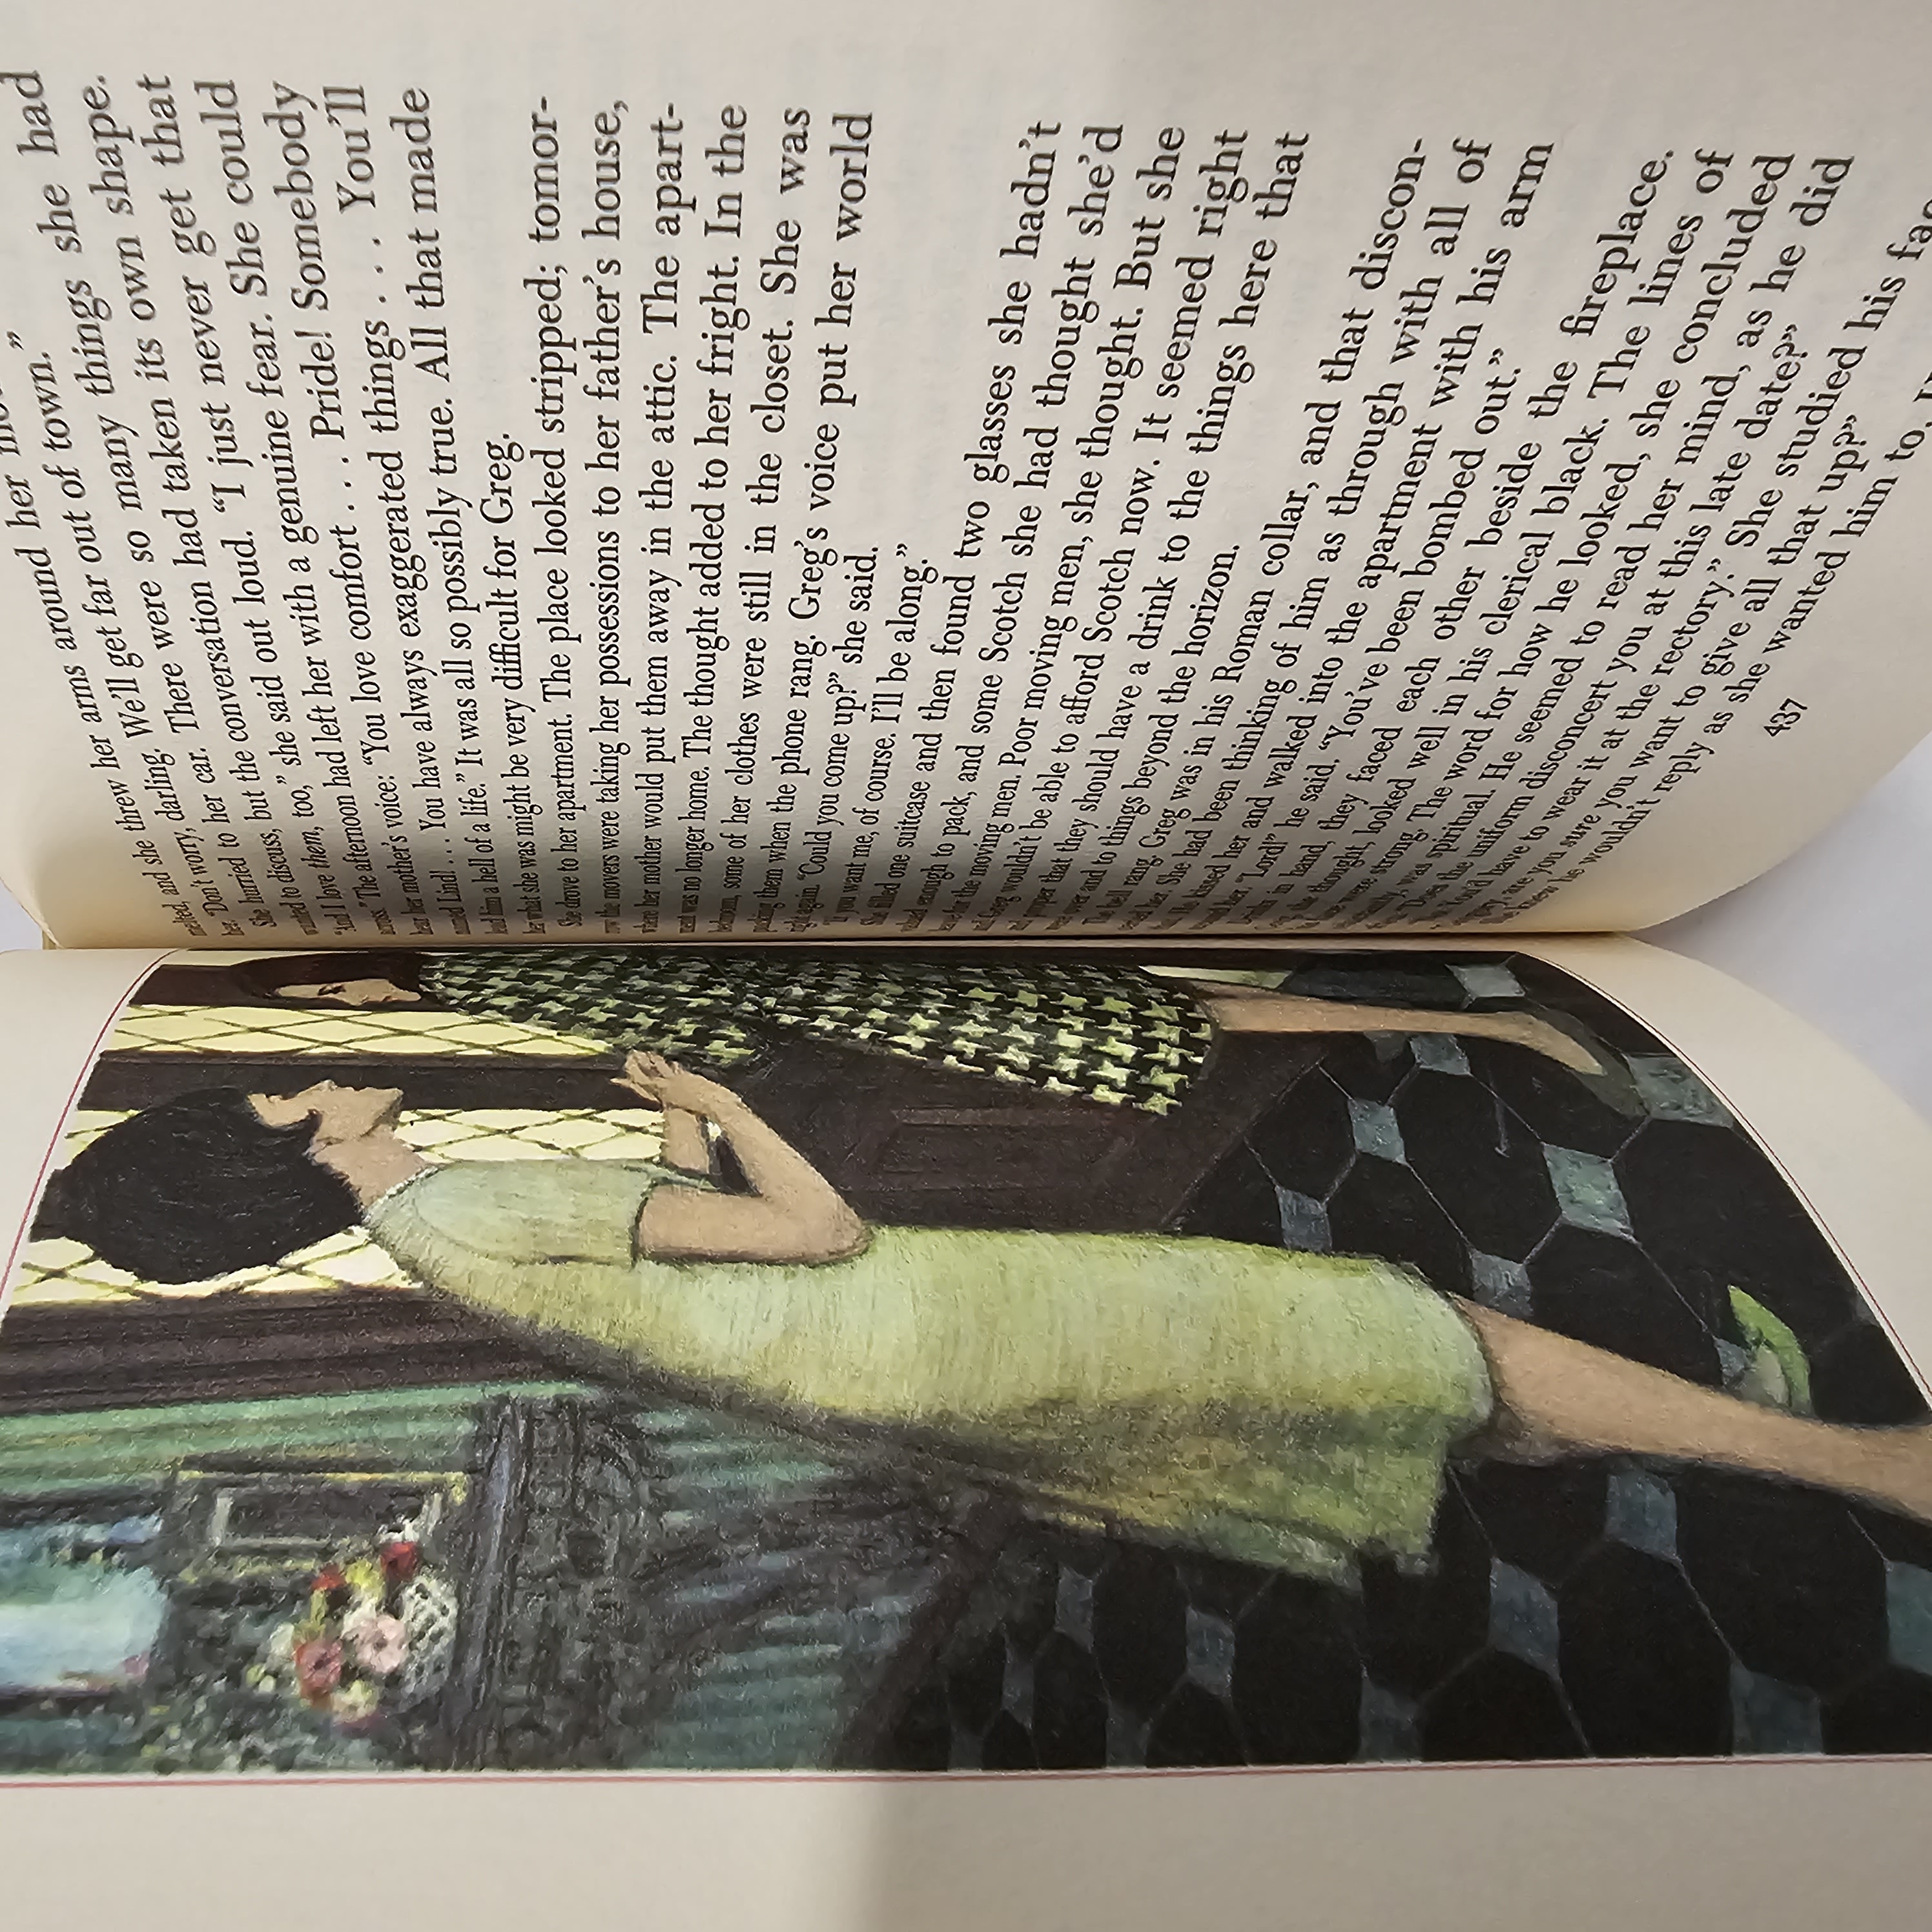 melted, and she threw her arms around her
her. "Don't worry, darling. We'll get far out of town."
She hurried to her car. There were so many things she had
wanted to discuss, but the conversation had taken its own shape.
"And I love them, too," she said out loud. "I just never get that
across." The afternoon had left her with a genuine fear. She could
hear her mother's voice: "You love comfort . . . Pride! Somebody
named Lind! . . . You have always exaggerated things . . . You'll
lead him a hell of a life." It was all so possibly true. All that made
her what she was might be very difficult for Greg.
She drove to her apartment. The place looked stripped; tomor-
row the movers were taking her possessions to her father's house,
where her mother would put them away in the attic. The apart-
ment was no longer home. The thought added to her fright. In the
bedroom, some of her clothes were still in the closet. She was
packing them when the phone rang. Greg's voice put her world
right again. "Could you come up?" she said.
"If you want me, of course. I'll be along."
She filled one suitcase and then found two glasses she hadn't
valued enough to pack, and some Scotch she had thought she'd
leave for the moving men. Poor moving men, she thought. But she
and Greg wouldn't be able to afford Scotch now. It seemed right
and proper that they should have a drink to the things here that
were over and to things beyond the horizon.
The bell rang. Greg was in his Roman collar, and that discon-
certed her. She had been thinking of him as through with all of
that. He kissed her and walked into the apartment with his arm
around her. "Lord!" he said. "You've been bombed out."
Drinks in hand, they faced each other beside the fireplace.
she thought, looked well in his clerical black. The lines of
his face were strong. The word for how he looked, she concluded
was spiritual. He seemed to read her mind, as he did
"Does the uniform disconcert you at this late date?"
You'd have to wear it at the rectory." She studied his
are you sure you want to give all that up?"
She knew he wouldn't reply as she wanted him to.
437